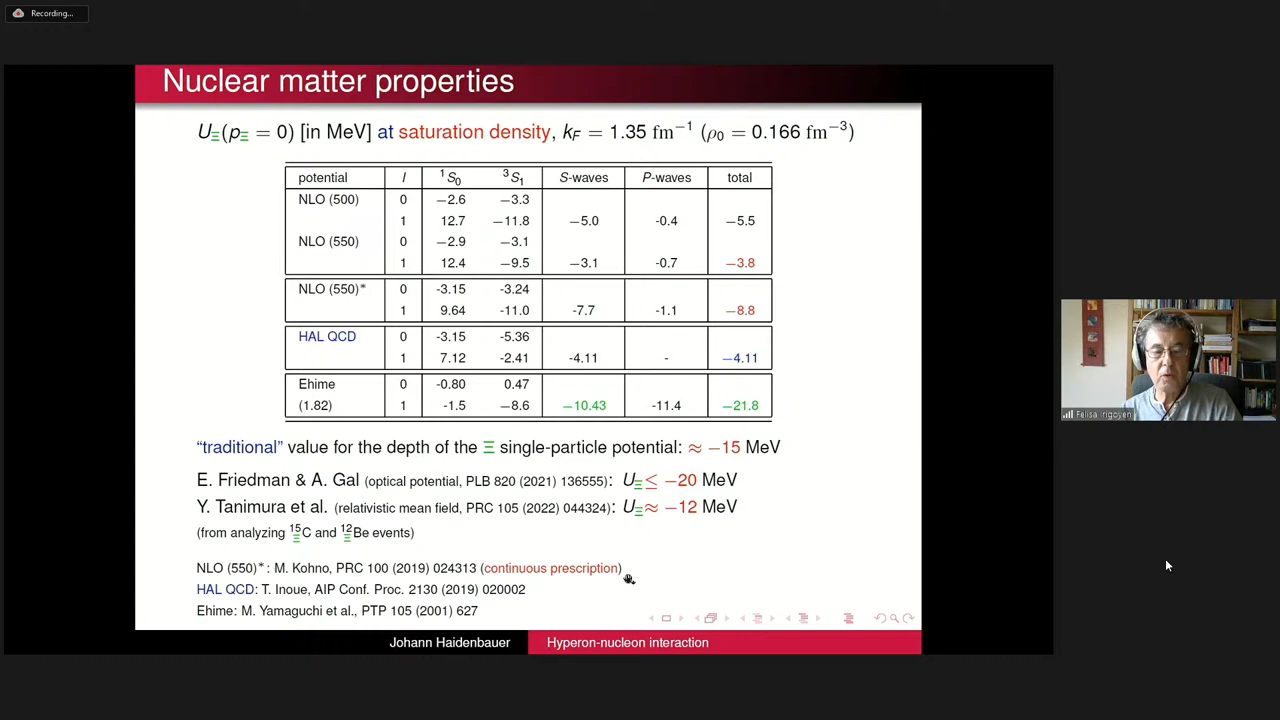 Recording...
Nuclear matter properties
UΞ(pΞ = 0) [in MeV] at saturation density, kF = 1.35 fm⁻¹ (ρ₀ = 0.166 fm⁻³)
potential I ¹S₀ ³S₁ S-waves P-waves total
NLO (500) 0 −2.6 −3.3
1 12.7 −11.8 −5.0 -0.4 −5.5
NLO (550) 0 −2.9 −3.1
1 12.4 −9.5 −3.1 -0.7 −3.8
NLO (550)* 0 -3.15 -3.24
1 9.64 -11.0 -7.7 -1.1 −8.8
HAL QCD 0 -3.15 -5.36
1 7.12 -2.41 -4.11 - −4.11
Ehime 0 -0.80 0.47
(1.82) 1 -1.5 −8.6 −10.43 -11.4 −21.8
"traditional" value for the depth of the Ξ single-particle potential: ≈ −15 MeV
E. Friedman & A. Gal (optical potential, PLB 820 (2021) 136555): UΞ ≤ −20 MeV
Y. Tanimura et al. (relativistic mean field, PRC 105 (2022) 044324): UΞ ≈ −12 MeV
(from analyzing ¹⁵ΞC and ¹²ΞBe events)
NLO (550)*: M. Kohno, PRC 100 (2019) 024313 (continuous prescription)
HAL QCD: T. Inoue, AIP Conf. Proc. 2130 (2019) 020002
Ehime: M. Yamaguchi et al., PTP 105 (2001) 627
Johann Haidenbauer Hyperon-nucleon interaction
Felisa Irigoyen